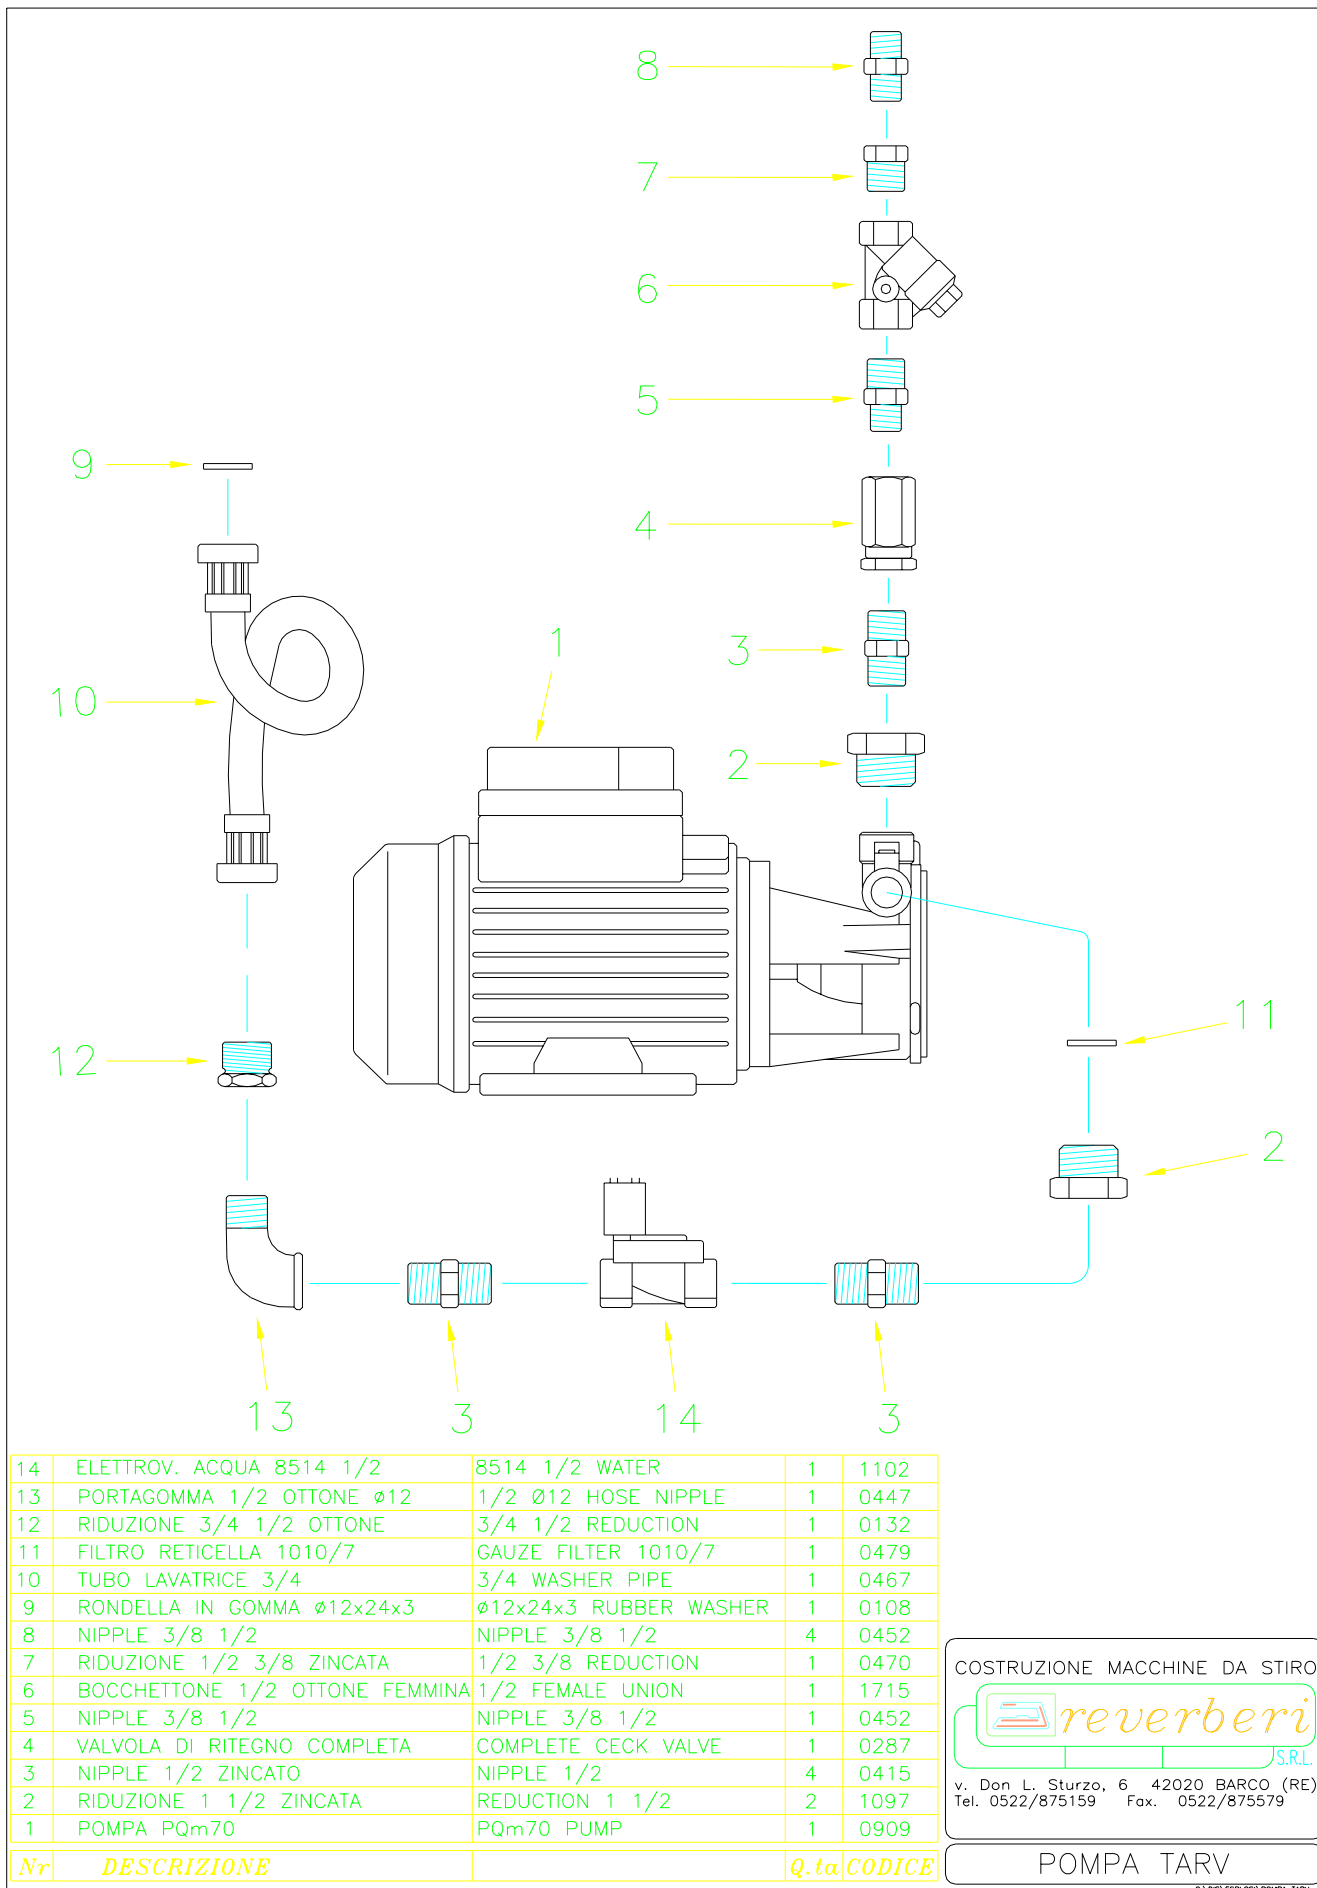 8
7
6
5
9
4
1
3
10
2
11
12
2
13
3
14
3
14 ELETTROV. ACQUA 8514 1/2 8514 1/2 WATER 1 1102
13 PORTAGOMMA 1/2 OTTONE ø12 1/2 Ø12 HOSE NIPPLE 1 0447
12 RIDUZIONE 3/4 1/2 OTTONE 3/4 1/2 REDUCTION 1 0132
11 FILTRO RETICELLA 1010/7 GAUZE FILTER 1010/7 1 0479
10 TUBO LAVATRICE 3/4 3/4 WASHER PIPE 1 0467
9 RONDELLA IN GOMMA ø12x24x3 ø12x24x3 RUBBER WASHER 1 0108
8 NIPPLE 3/8 1/2 NIPPLE 3/8 1/2 4 0452
7 RIDUZIONE 1/2 3/8 ZINCATA 1/2 3/8 REDUCTION 1 0470
6 BOCCHETTONE 1/2 OTTONE FEMMINA 1/2 FEMALE UNION 1 1715
5 NIPPLE 3/8 1/2 NIPPLE 3/8 1/2 1 0452
4 VALVOLA DI RITEGNO COMPLETA COMPLETE CECK VALVE 1 0287
3 NIPPLE 1/2 ZINCATO NIPPLE 1/2 4 0415
2 RIDUZIONE 1 1/2 ZINCATA REDUCTION 1 1/2 2 1097
1 POMPA PQm70 PQm70 PUMP 1 0909
Nr DESCRIZIONE Q.ta CODICE
COSTRUZIONE MACCHINE DA STIRO
reverberi
S.R.L.
v. Don L. Sturzo, 6 42020 BARCO (RE)
Tel. 0522/875159 Fax. 0522/875579
POMPA TARV